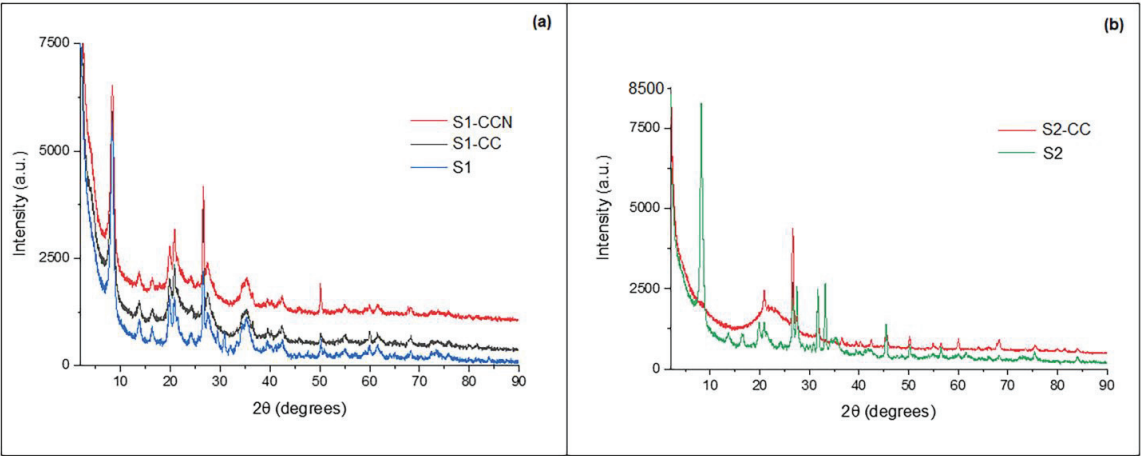 (a)
7500
5000
2500
0
Intensity (a.u.)
S1-CCN
S1-CC
S1
10 20 30 40 50 60 70 80 90
2θ (degrees)
(b)
8500
7500
5000
2500
0
Intensity (a.u.)
S2-CC
S2
10 20 30 40 50 60 70 80 90
2θ (degrees)